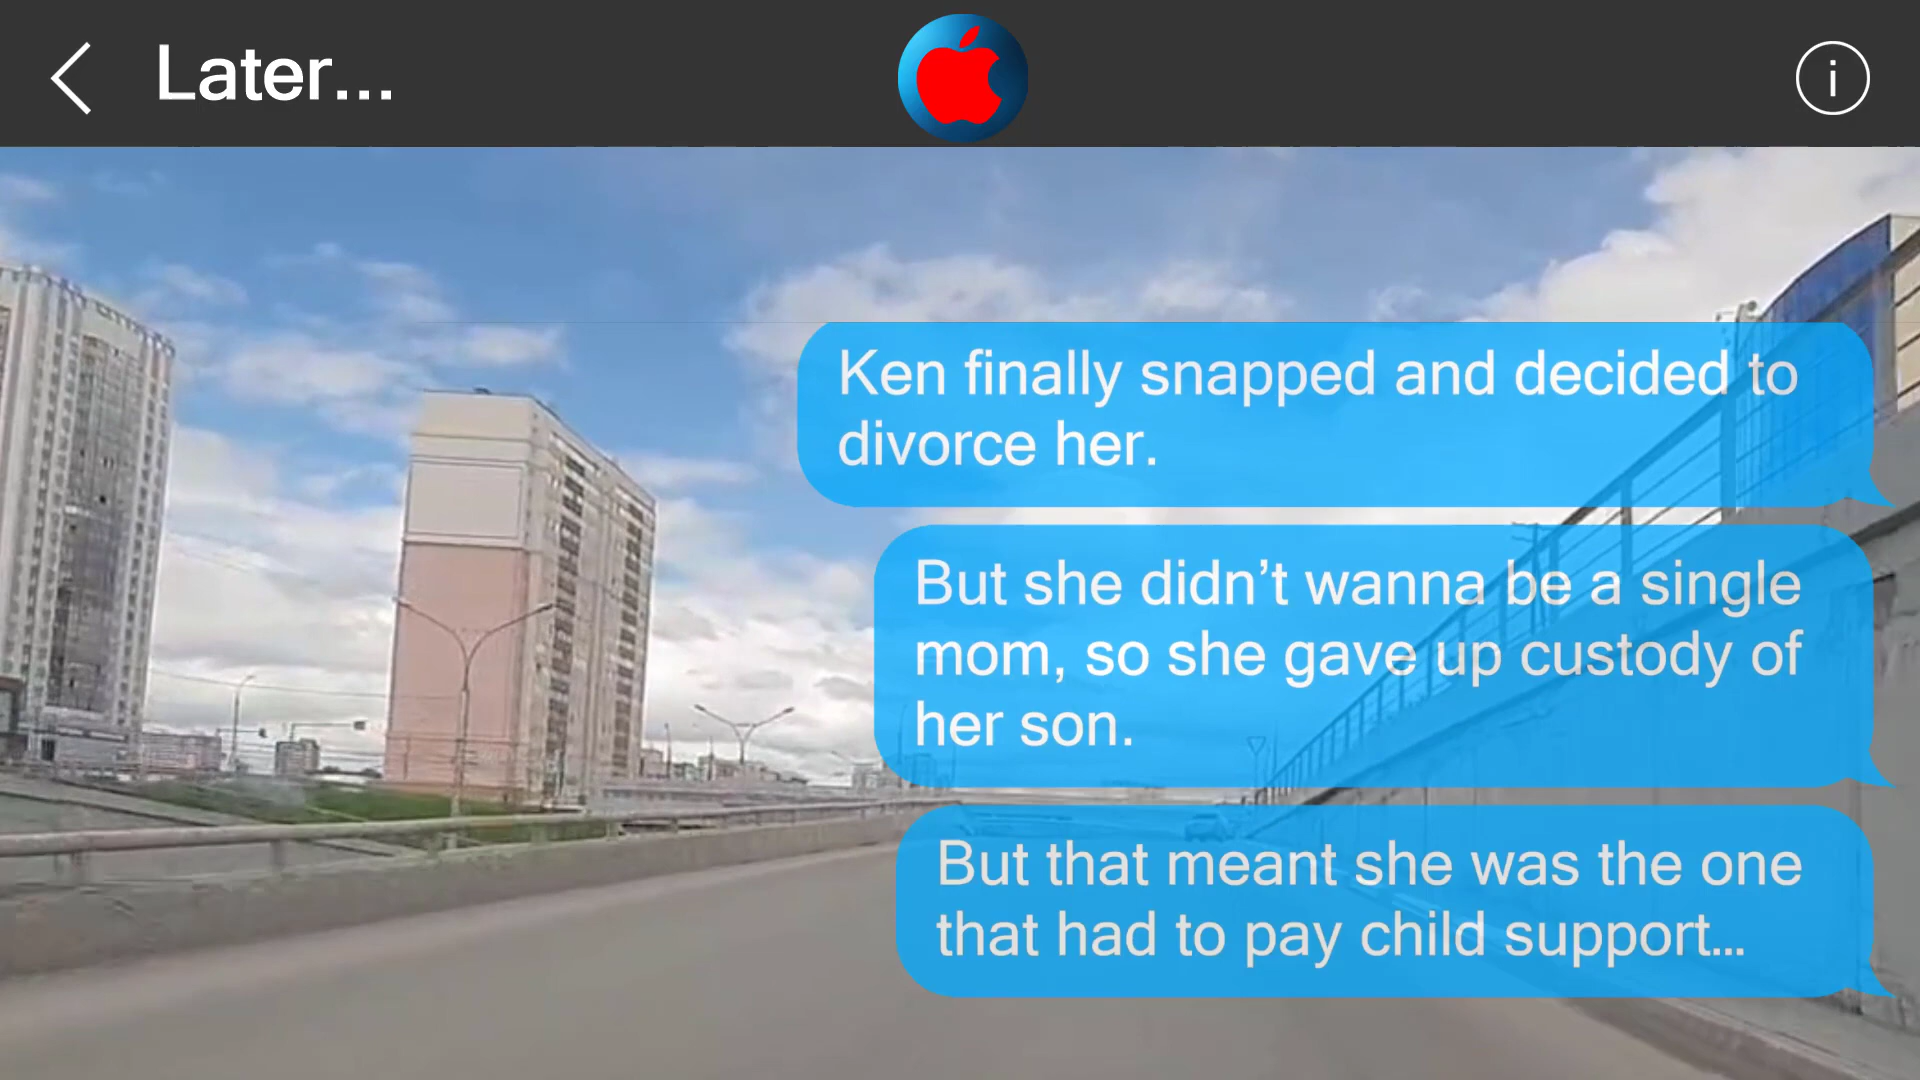 Later...
Ken finally snapped and decided to
divorce her.
But she didn’t wanna be a single
mom, so she gave up custody of
her son.
But that meant she was the one
that had to pay child support...